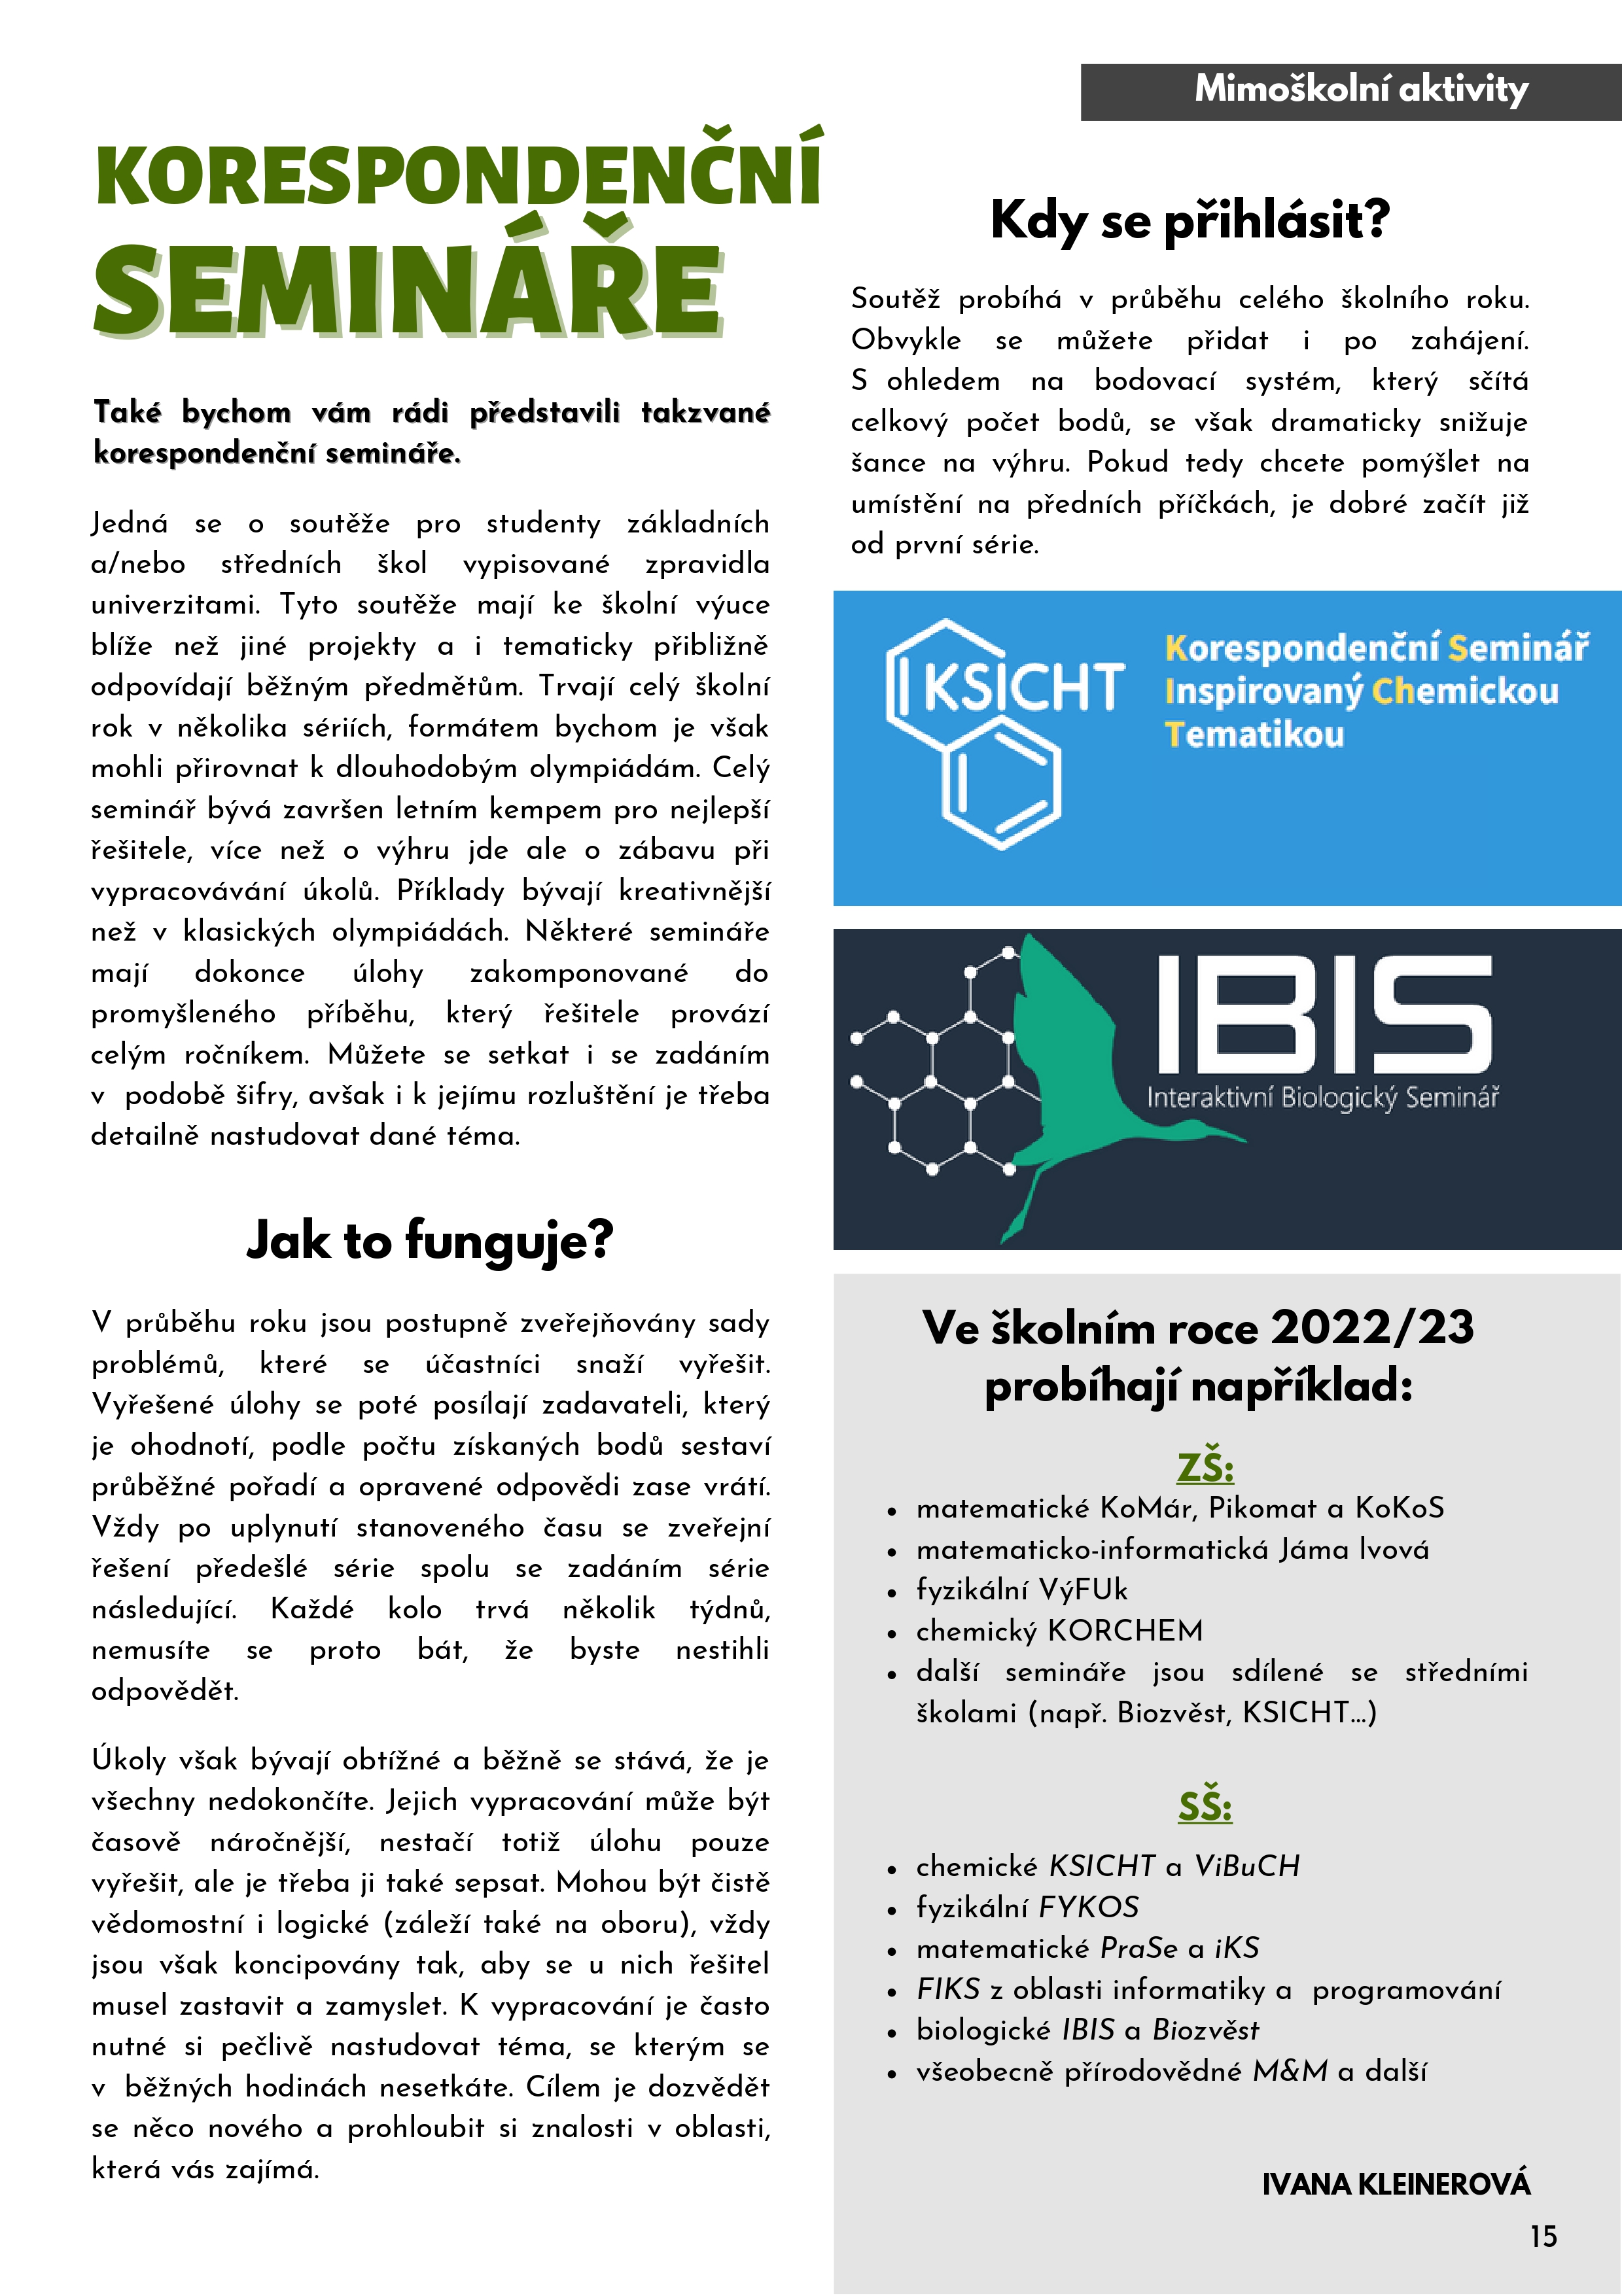 Mimoškolní aktivity
KORESPONDENČNÍ
SEMINÁŘE
Také bychom vám rádi představili takzvané
korespondenční semináře.
Jedná se o soutěže pro studenty základních
a/nebo středních škol vypisované zpravidla
univerzitami. Tyto soutěže mají ke školní výuce
blíže než jiné projekty a i tematicky přibližně
odpovídají běžným předmětům. Trvají celý školní
rok v několika sériích, formátem bychom je však
mohli přirovnat k dlouhodobým olympiádám. Celý
seminář bývá završen letním kempem pro nejlepší
řešitele, více než o výhru jde ale o zábavu při
vypracovávání úkolů. Příklady bývají kreativnější
než v klasických olympiádách. Některé semináře
mají dokonce úlohy zakomponované do
promyšleného příběhu, který řešitele provází
celým ročníkem. Můžete se setkat i se zadáním
v podobě šifry, avšak i k jejímu rozluštění je třeba
detailně nastudovat dané téma.
Jak to funguje?
V průběhu roku jsou postupně zveřejňovány sady
problémů, které se účastníci snaží vyřešit.
Vyřešené úlohy se poté posílají zadavateli, který
je ohodnotí, podle počtu získaných bodů sestaví
průběžné pořadí a opravené odpovědi zase vrátí.
Vždy po uplynutí stanoveného času se zveřejní
řešení předešlé série spolu se zadáním série
následující. Každé kolo trvá několik týdnů,
nemusíte se proto bát, že byste nestihli
odpovědět.
Úkoly však bývají obtížné a běžně se stává, že je
všechny nedokončíte. Jejich vypracování může být
časově náročnější, nestačí totiž úlohu pouze
vyřešit, ale je třeba ji také sepsat. Mohou být čistě
vědomostní i logické (záleží také na oboru), vždy
jsou však koncipovány tak, aby se u nich řešitel
musel zastavit a zamyslet. K vypracování je často
nutné si pečlivě nastudovat téma, se kterým se
v běžných hodinách nesetkáte. Cílem je dozvědět
se něco nového a prohloubit si znalosti v oblasti,
která vás zajímá.
Kdy se přihlásit?
Soutěž probíhá v průběhu celého školního roku.
Obvykle se můžete přidat i po zahájení.
S ohledem na bodovací systém, který sčítá
celkový počet bodů, se však dramaticky snižuje
šance na výhru. Pokud tedy chcete pomýšlet na
umístění na předních příčkách, je dobré začít již
od první série.
KSICHT
Korespondenční Seminář
Inspirovaný Chemickou
Tematikou
IBIS
Interaktivní Biologický Seminář
Ve školním roce 2022/23
probíhají například:
ZŠ:
• matematické KoMár, Pikomat a KoKoS
• matematicko-informatická Jáma lvová
• fyzikální VýFUk
• chemický KORCHEM
• další semináře jsou sdílené se středními
školami (např. Biozvěst, KSICHT...)
SŠ:
• chemické KSICHT a ViBuCH
• fyzikální FYKOS
• matematické PraSe a iKS
• FIKS z oblasti informatiky a programování
• biologické IBIS a Biozvěst
• všeobecně přírodovědné M&M a další
IVANA KLEINEROVÁ
15